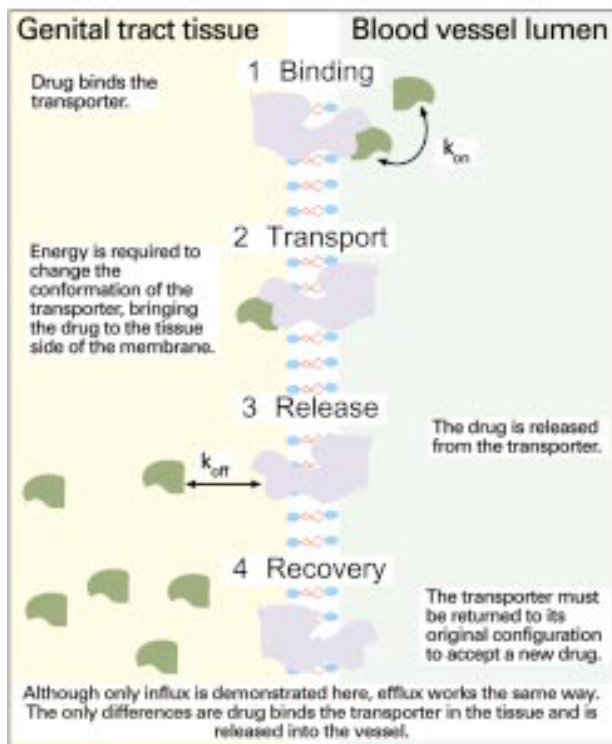 Genital tract tissue
Blood vessel lumen
1 Binding
Drug binds the
transporter.
k on
2 Transport
Energy is required to
change the
conformation of the
transporter, bringing
the drug to the tissue
side of the membrane.
3 Release
The drug is released
from the transporter.
k off
4 Recovery
The transporter must
be returned to its
original configuration
to accept a new drug.
Although only influx is demonstrated here, efflux works the same way.
The only differences are drug binds the transporter in the tissue and is
released into the vessel.